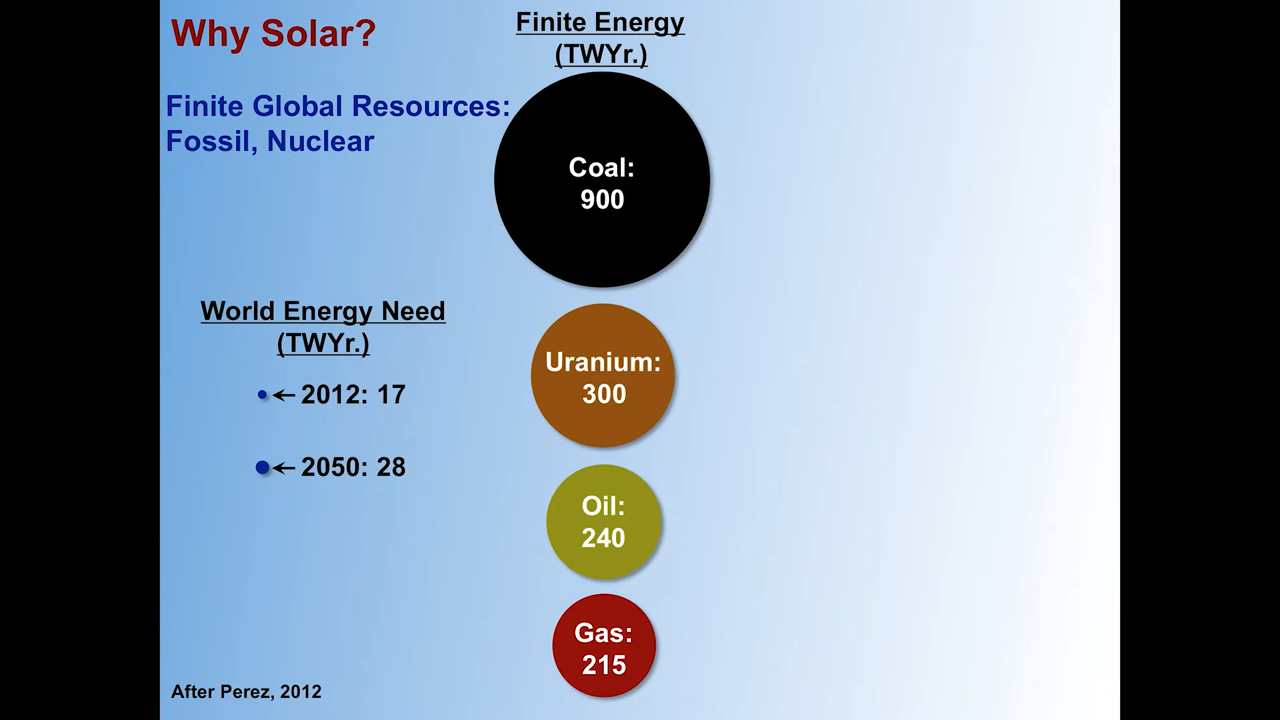 Why Solar?
Finite Global Resources:
Fossil, Nuclear
Finite Energy
(TWYr.)
Coal:
900
World Energy Need
(TWYr.)
2012: 17
2050: 28
Uranium:
300
Oil:
240
Gas:
215
After Perez, 2012